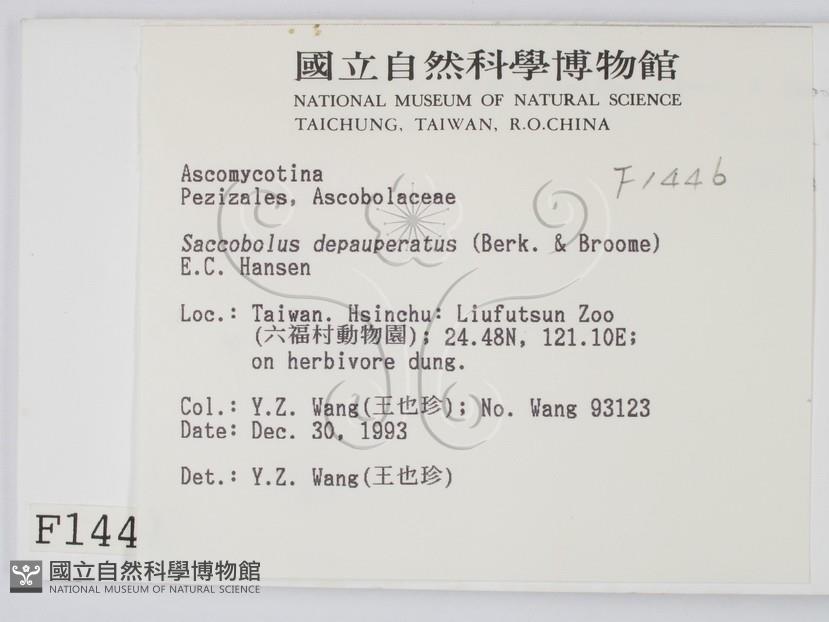 國立自然科學博物館
NATIONAL MUSEUM OF NATURAL SCIENCE
TAICHUNG, TAIWAN, R.O.CHINA
F1446
Ascomycotina
Pezizales, Ascobolaceae
Saccobolus depauperatus (Berk. & Broome)
E.C. Hansen
Loc.: Taiwan. Hsinchu: Liufutsun Zoo
(六福村動物園); 24.48N, 121.10E;
on herbivore dung.
Col.: Y.Z. Wang(王也珍); No. Wang 93123
Date: Dec. 30, 1993
Det.: Y.Z. Wang(王也珍)
F144
國立自然科學博物館
NATIONAL MUSEUM OF NATURAL SCIENCE